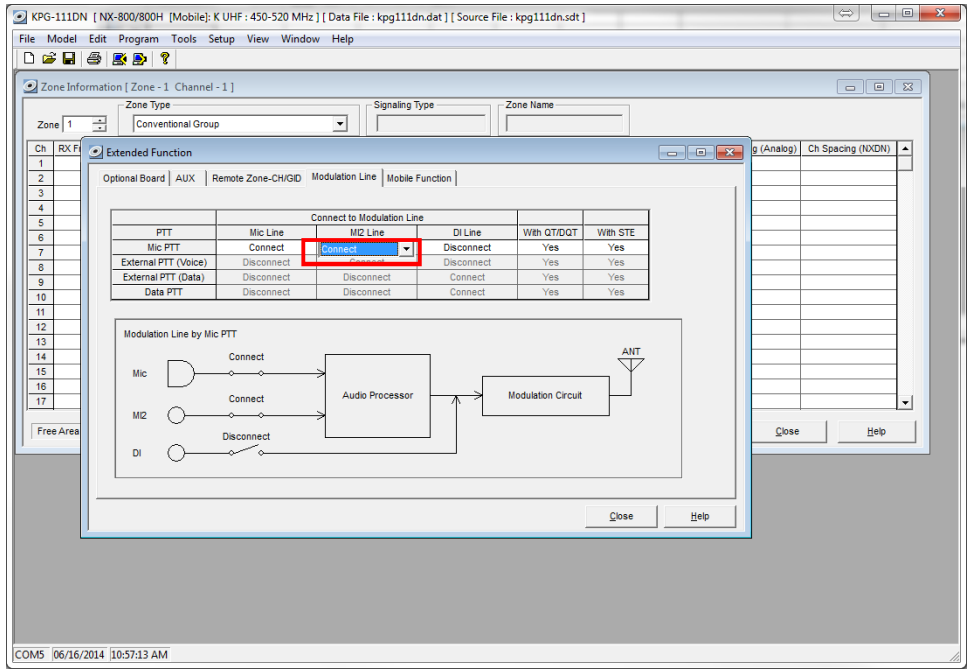 KPG-111DN [ NX-800/800H [Mobile]: K UHF : 450-520 MHz ] [ Data File : kpg111dn.dat ] [ Source File : kpg111dn.sdt ]
File Model Edit Program Tools Setup View Window Help
Zone Information [ Zone - 1 Channel - 1 ]
Zone Type Signaling Type Zone Name
Zone 1 Conventional Group
Ch RX g (Analog) Ch Spacing (NXDN)
1
2
3
4
5
6
7
8
9
10
11
12
13
14
15
16
17
Free Area Close Help
Extended Function
Optional Board AUX Remote Zone-CH/GID Modulation Line Mobile Function
Connect to Modulation Line
PTT Mic Line MI2 Line DI Line With QT/DQT With STE
Mic PTT Connect Connect Disconnect Yes Yes
External PTT (Voice) Disconnect Connect Disconnect Yes Yes
External PTT (Data) Disconnect Disconnect Connect Yes Yes
Data PTT Disconnect Disconnect Connect Yes Yes
Modulation Line by Mic PTT
Mic Connect
MI2 Connect
DI Disconnect
Audio Processor
Modulation Circuit
ANT
Close Help
COM5 06/16/2014 10:57:13 AM